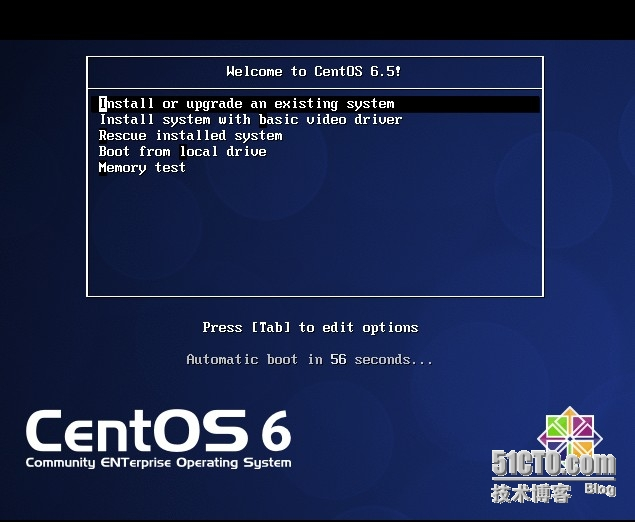 Welcome to CentOS 6.5!
Install or upgrade an existing system
Install system with basic video driver
Rescue installed system
Boot from local drive
Memory test
Press [Tab] to edit options
Automatic boot in 56 seconds...
CentOS 6
Community ENTerprise Operating System
51CTO.com
技术博客 Blog